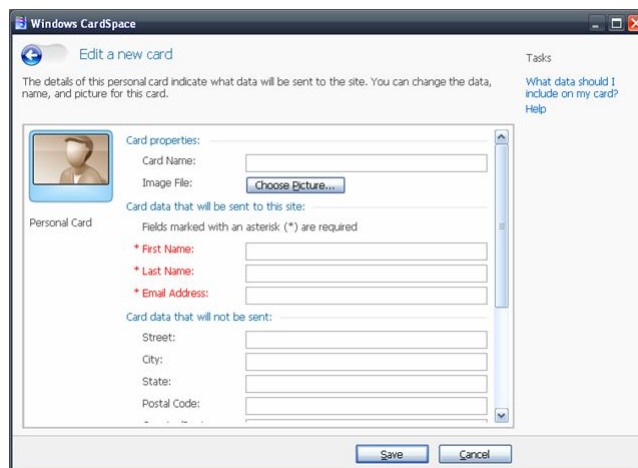 Windows CardSpace
Edit a new card
The details of this personal card indicate what data will be sent to the site. You can change the data,
name, and picture for this card.
Tasks
What data should I
include on my card?
Help
Personal Card
Card properties:
Card Name:
Image File:
Choose Picture...
Card data that will be sent to this site:
Fields marked with an asterisk (*) are required
* First Name:
* Last Name:
* Email Address:
Card data that will not be sent:
Street:
City:
State:
Postal Code:
Save
Cancel